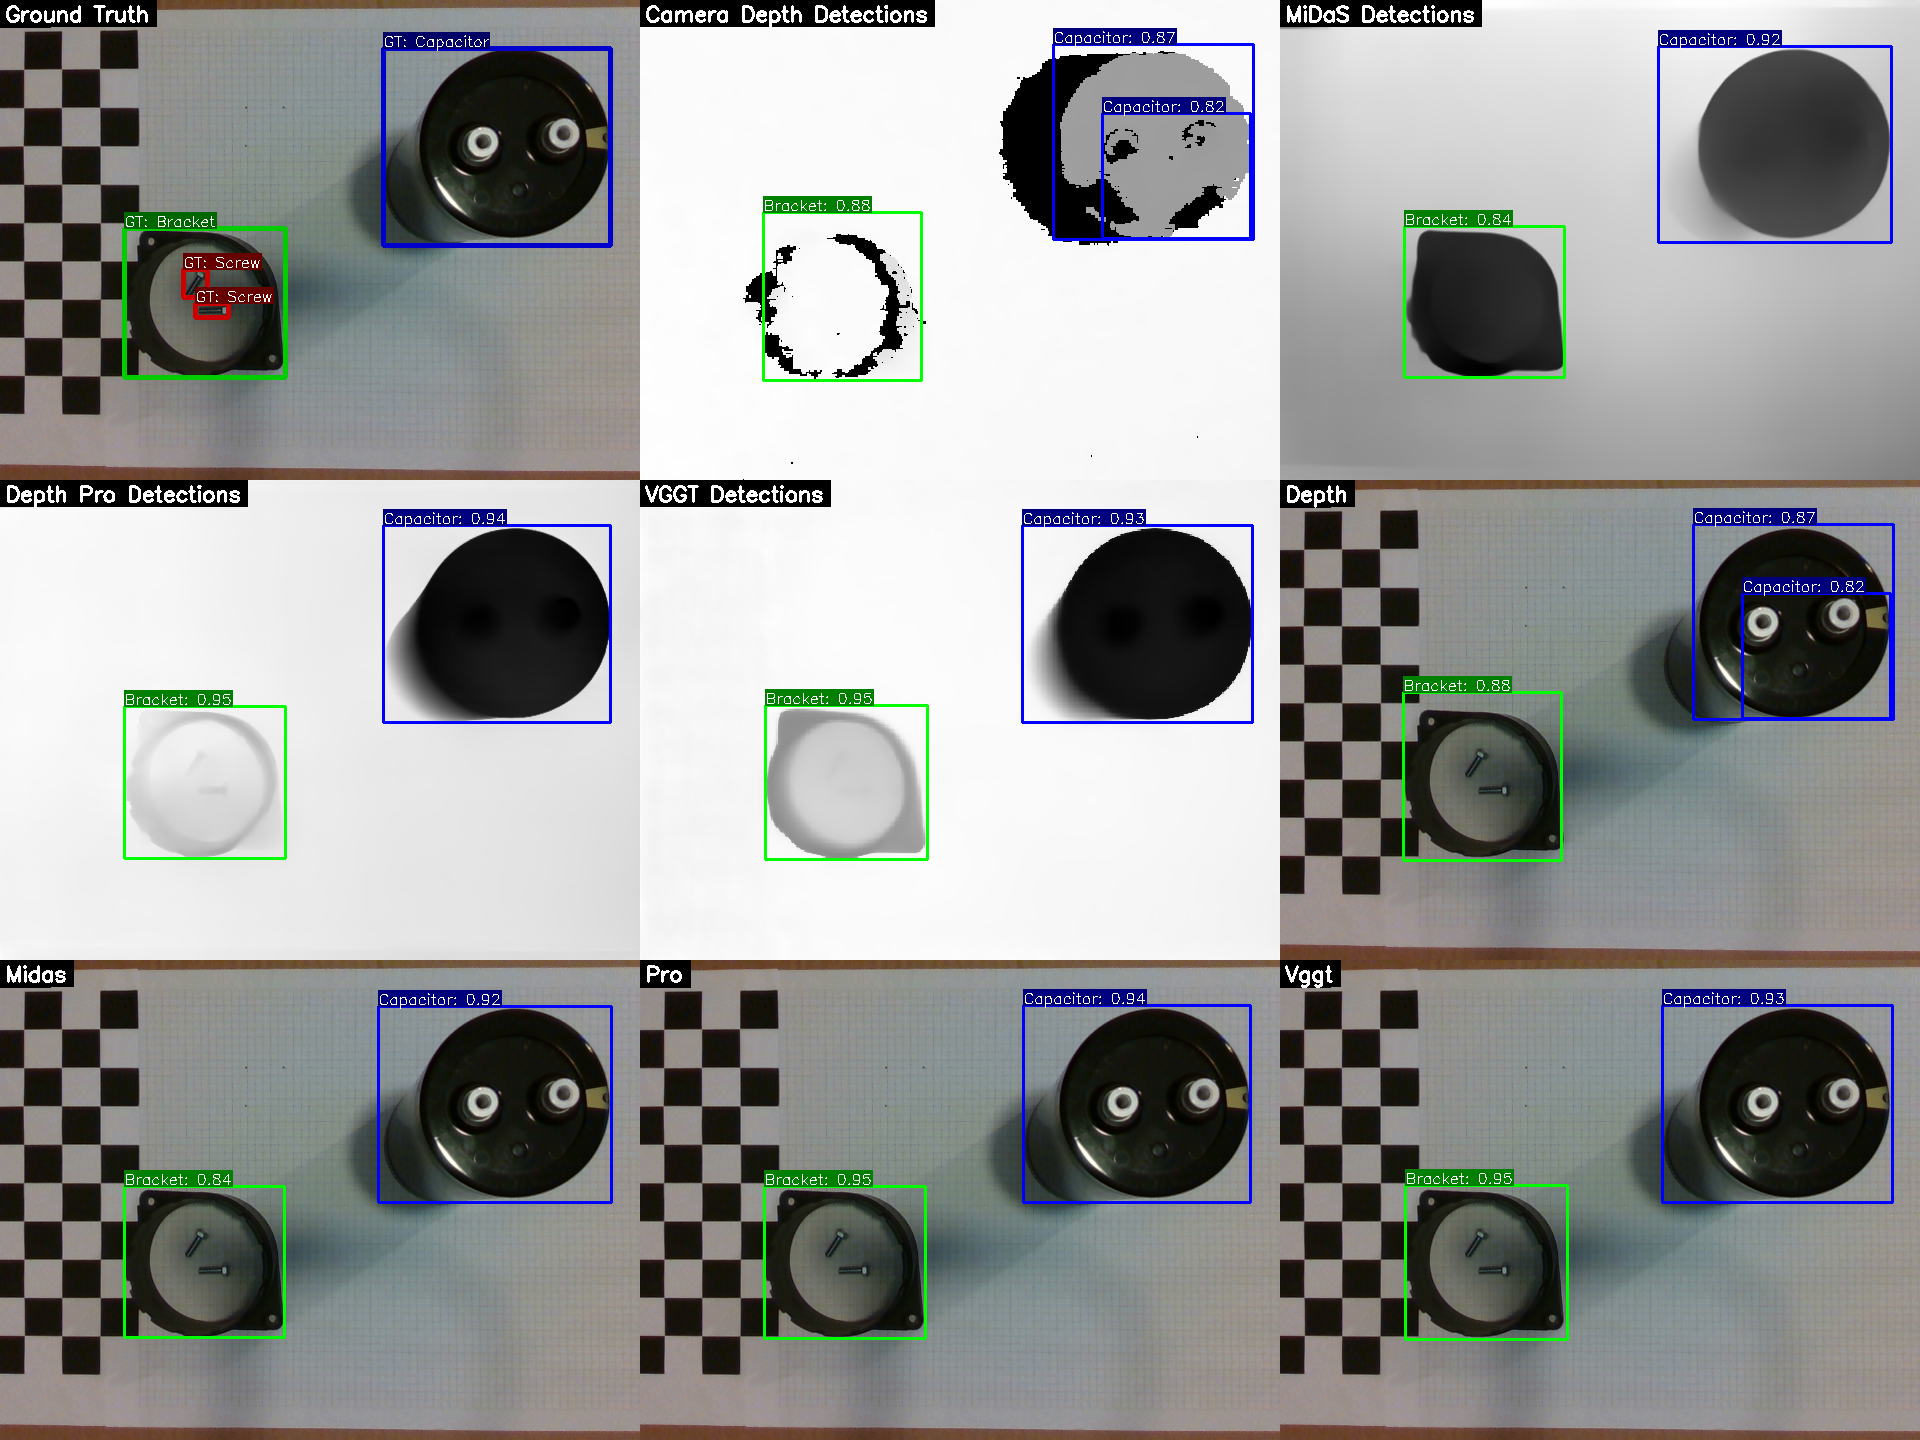 Ground Truth
GT: Capacitor
GT: Bracket
GT: Screw
GT: Screw
Camera Depth Detections
Capacitor: 0.87
Capacitor: 0.82
Bracket: 0.88
MiDaS Detections
Capacitor: 0.92
Bracket: 0.84
Depth Pro Detections
Capacitor: 0.94
Bracket: 0.95
VGGT Detections
Capacitor: 0.93
Bracket: 0.95
Depth
Capacitor: 0.87
Capacitor: 0.82
Bracket: 0.88
Midas
Capacitor: 0.92
Bracket: 0.84
Pro
Capacitor: 0.94
Bracket: 0.95
Vggt
Capacitor: 0.93
Bracket: 0.95